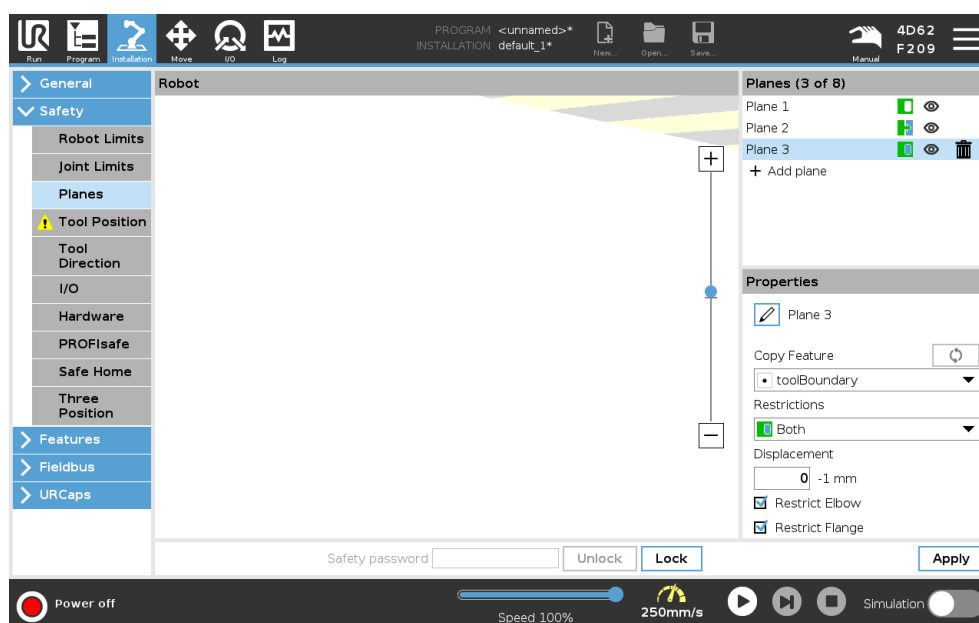 PROGRAM <unnamed>*
INSTALLATION default_1*
Run
Program
Installation
Move
I/O
Log
New...
Open...
Save...
Manual
4D62
F209
General
Safety
Robot Limits
Joint Limits
Planes
Tool Position
Tool
Direction
I/O
Hardware
PROFIsafe
Safe Home
Three
Position
Features
Fieldbus
URCaps
Robot
Planes (3 of 8)
Plane 1
Plane 2
Plane 3
+ Add plane
Properties
Plane 3
Copy Feature
toolBoundary
Restrictions
Both
Displacement
0 -1 mm
Restrict Elbow
Restrict Flange
Safety password
Unlock
Lock
Apply
Power off
Speed 100%
250mm/s
Simulation